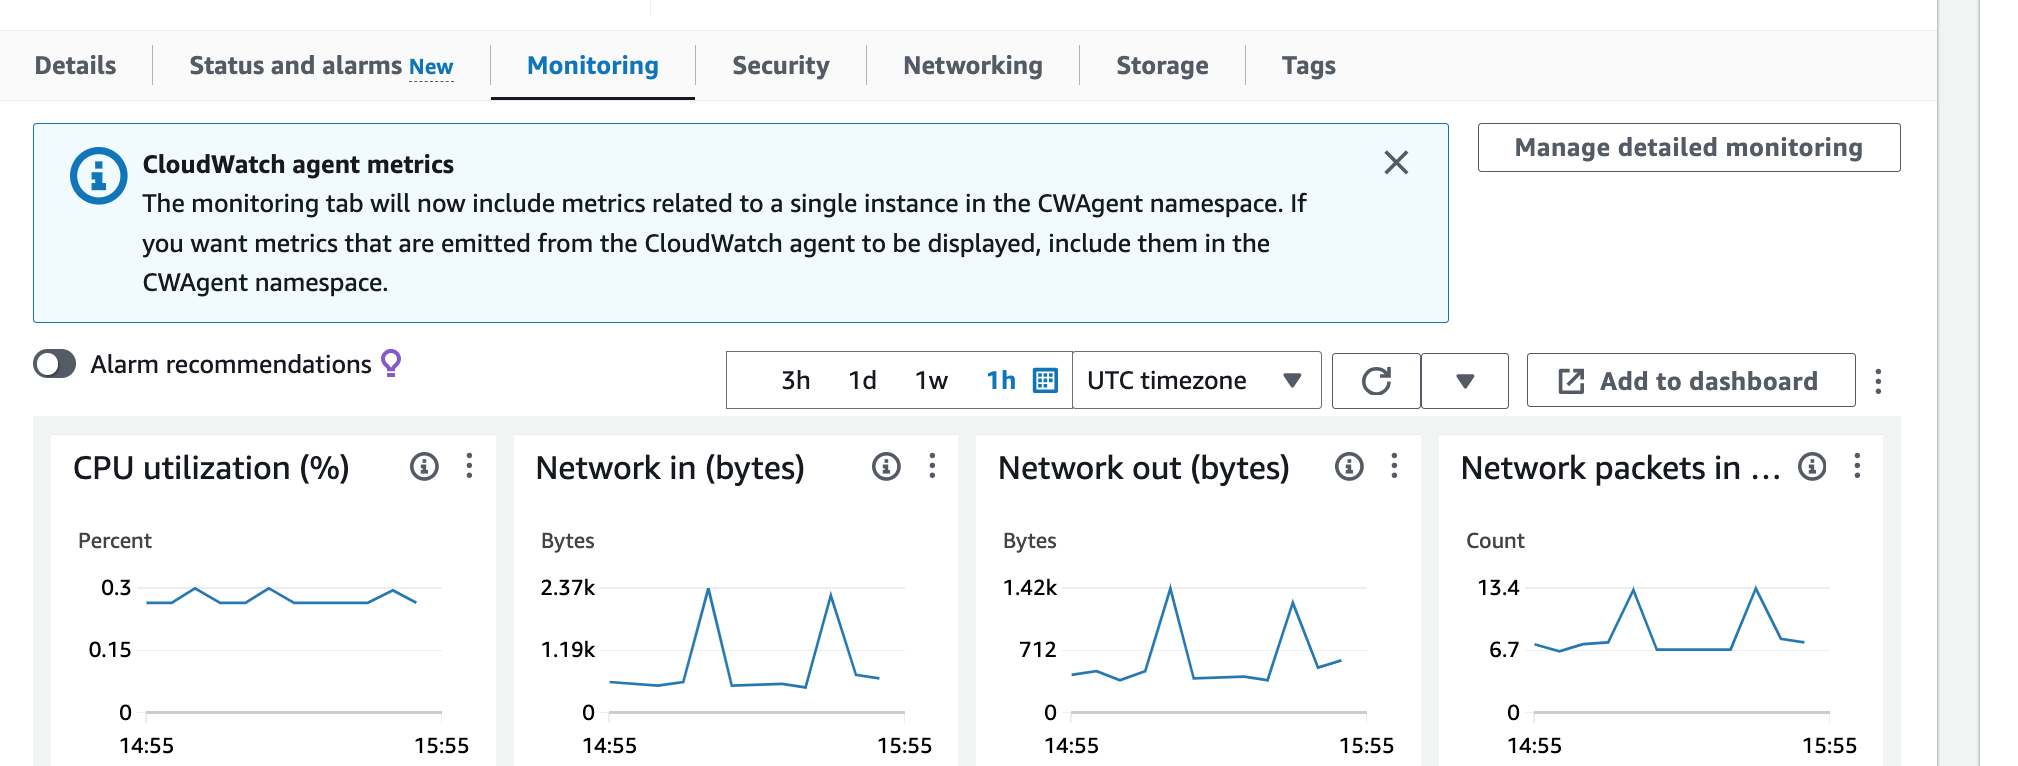 Details
Status and alarms New
Monitoring
Security
Networking
Storage
Tags
CloudWatch agent metrics
The monitoring tab will now include metrics related to a single instance in the CWAgent namespace. If
you want metrics that are emitted from the CloudWatch agent to be displayed, include them in the
CWAgent namespace.
Manage detailed monitoring
Alarm recommendations
3h
1d
1w
1h
UTC timezone
Add to dashboard
CPU utilization (%)
Percent
0.3
0.15
0
14:55
15:55
Network in (bytes)
Bytes
2.37k
1.19k
0
14:55
15:55
Network out (bytes)
Bytes
1.42k
712
0
14:55
15:55
Network packets in ...
Count
13.4
6.7
0
14:55
15:55